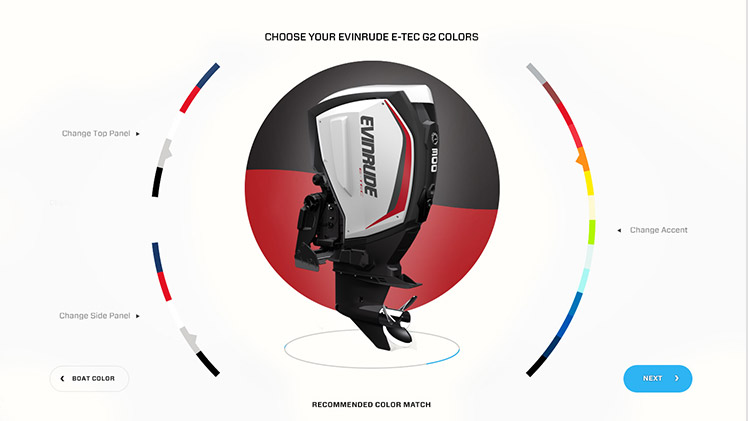 CHOOSE YOUR EVINRUDE E-TEC G2 COLORS
Change Top Panel
EVINRUDE
E-TEC
300
Change Accent
Change Side Panel
BOAT COLOR
NEXT
RECOMMENDED COLOR MATCH